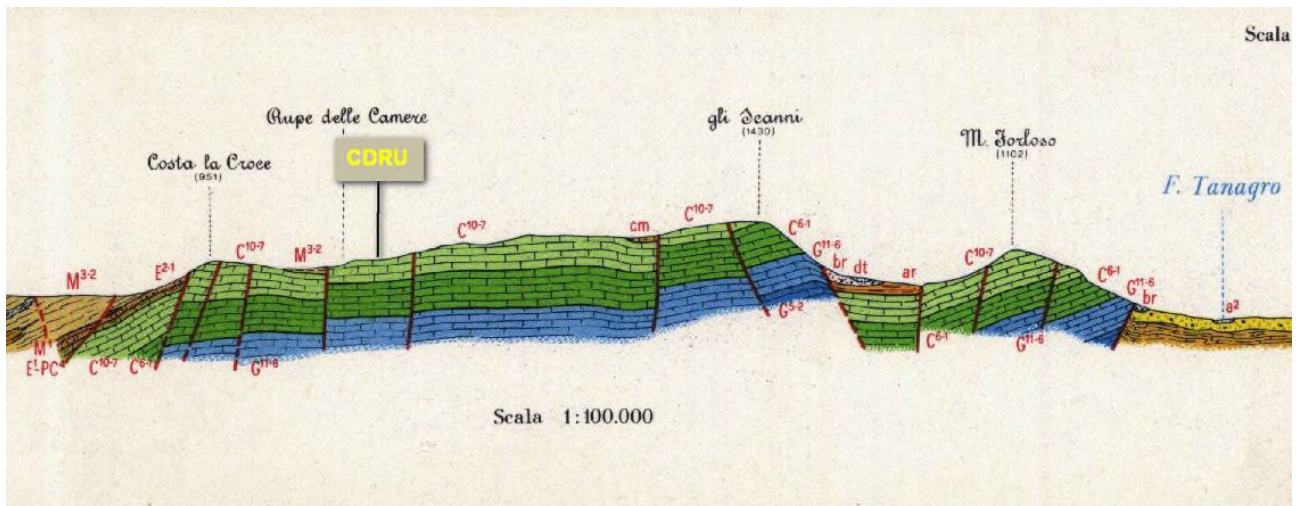 Scala
Rupe delle Camere
gli Scanni
(1430)
M. Forloso
(1102)
Costa la Croce
(951)
CDRU
F. Tanagro
C10-7
cm
C10-7
C6-1
M3-2
E2-1
C10-7
M3-2
G11-6
br
dt
ar
C10-7
C6-1
G11-6
br
a2
G5-2
M1
E1-PC
C10-7
C6-1
G11-6
C6-1
G11-6
Scala 1:100.000